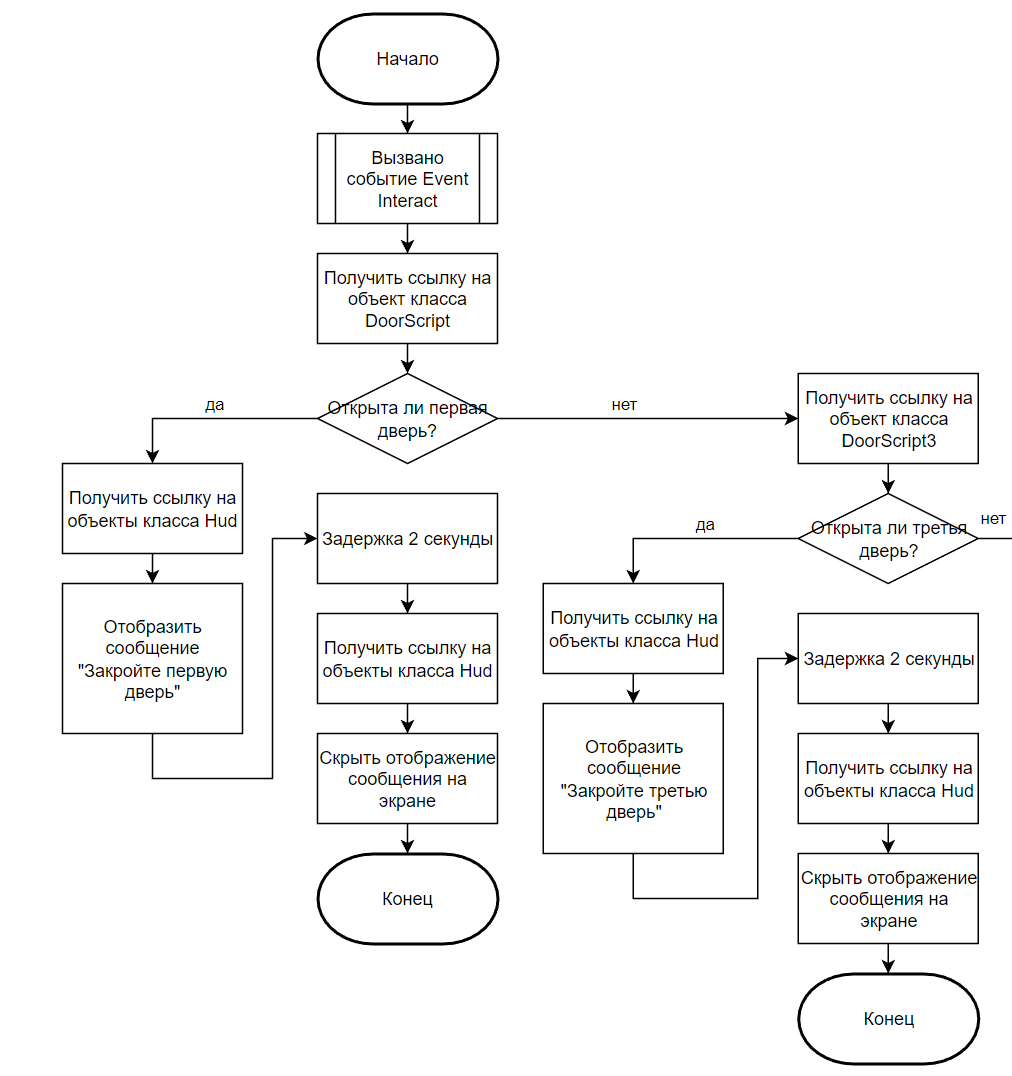 Начало
Вызвано
событие Event
Interact
Получить ссылку на
объект класса
DoorScript
Открыта ли первая
дверь?
да
нет
Получить ссылку на
объекты класса Hud
Отобразить
сообщение
"Закройте первую
дверь"
Задержка 2 секунды
Получить ссылку на
объекты класса Hud
Скрыть отображение
сообщения на
экране
Конец
Получить ссылку на
объект класса
DoorScript3
Открыта ли третья
дверь?
да
нет
Получить ссылку на
объекты класса Hud
Отобразить
сообщение
"Закройте третью
дверь"
Задержка 2 секунды
Получить ссылку на
объекты класса Hud
Скрыть отображение
сообщения на
экране
Конец